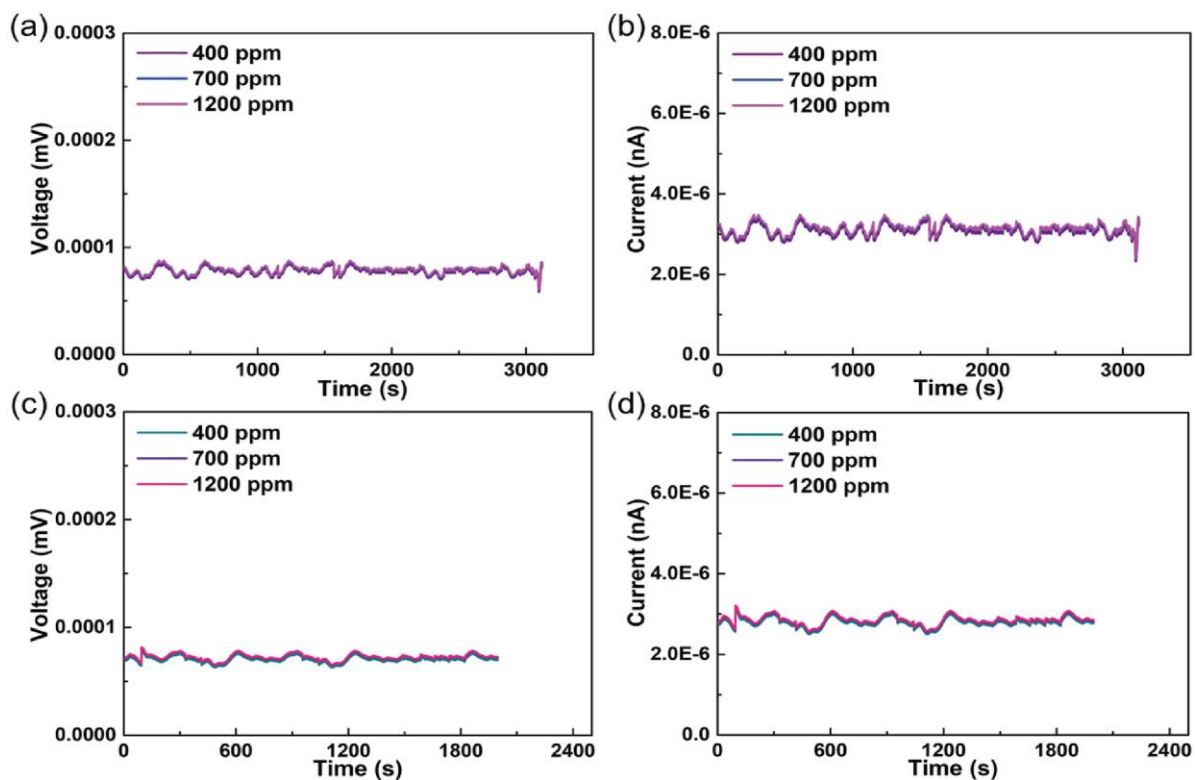 (a)
0.0003
0.0002
0.0001
0.0000
Voltage (mV)
400 ppm
700 ppm
1200 ppm
0 1000 2000 3000
Time (s)
(b)
8.0E-6
6.0E-6
4.0E-6
2.0E-6
0.0
Current (nA)
400 ppm
700 ppm
1200 ppm
0 1000 2000 3000
Time (s)
(c)
0.0003
0.0002
0.0001
0.0000
Voltage (mV)
400 ppm
700 ppm
1200 ppm
0 600 1200 1800 2400
Time (s)
(d)
8.0E-6
6.0E-6
4.0E-6
2.0E-6
0.0
Current (nA)
400 ppm
700 ppm
1200 ppm
0 600 1200 1800 2400
Time (s)